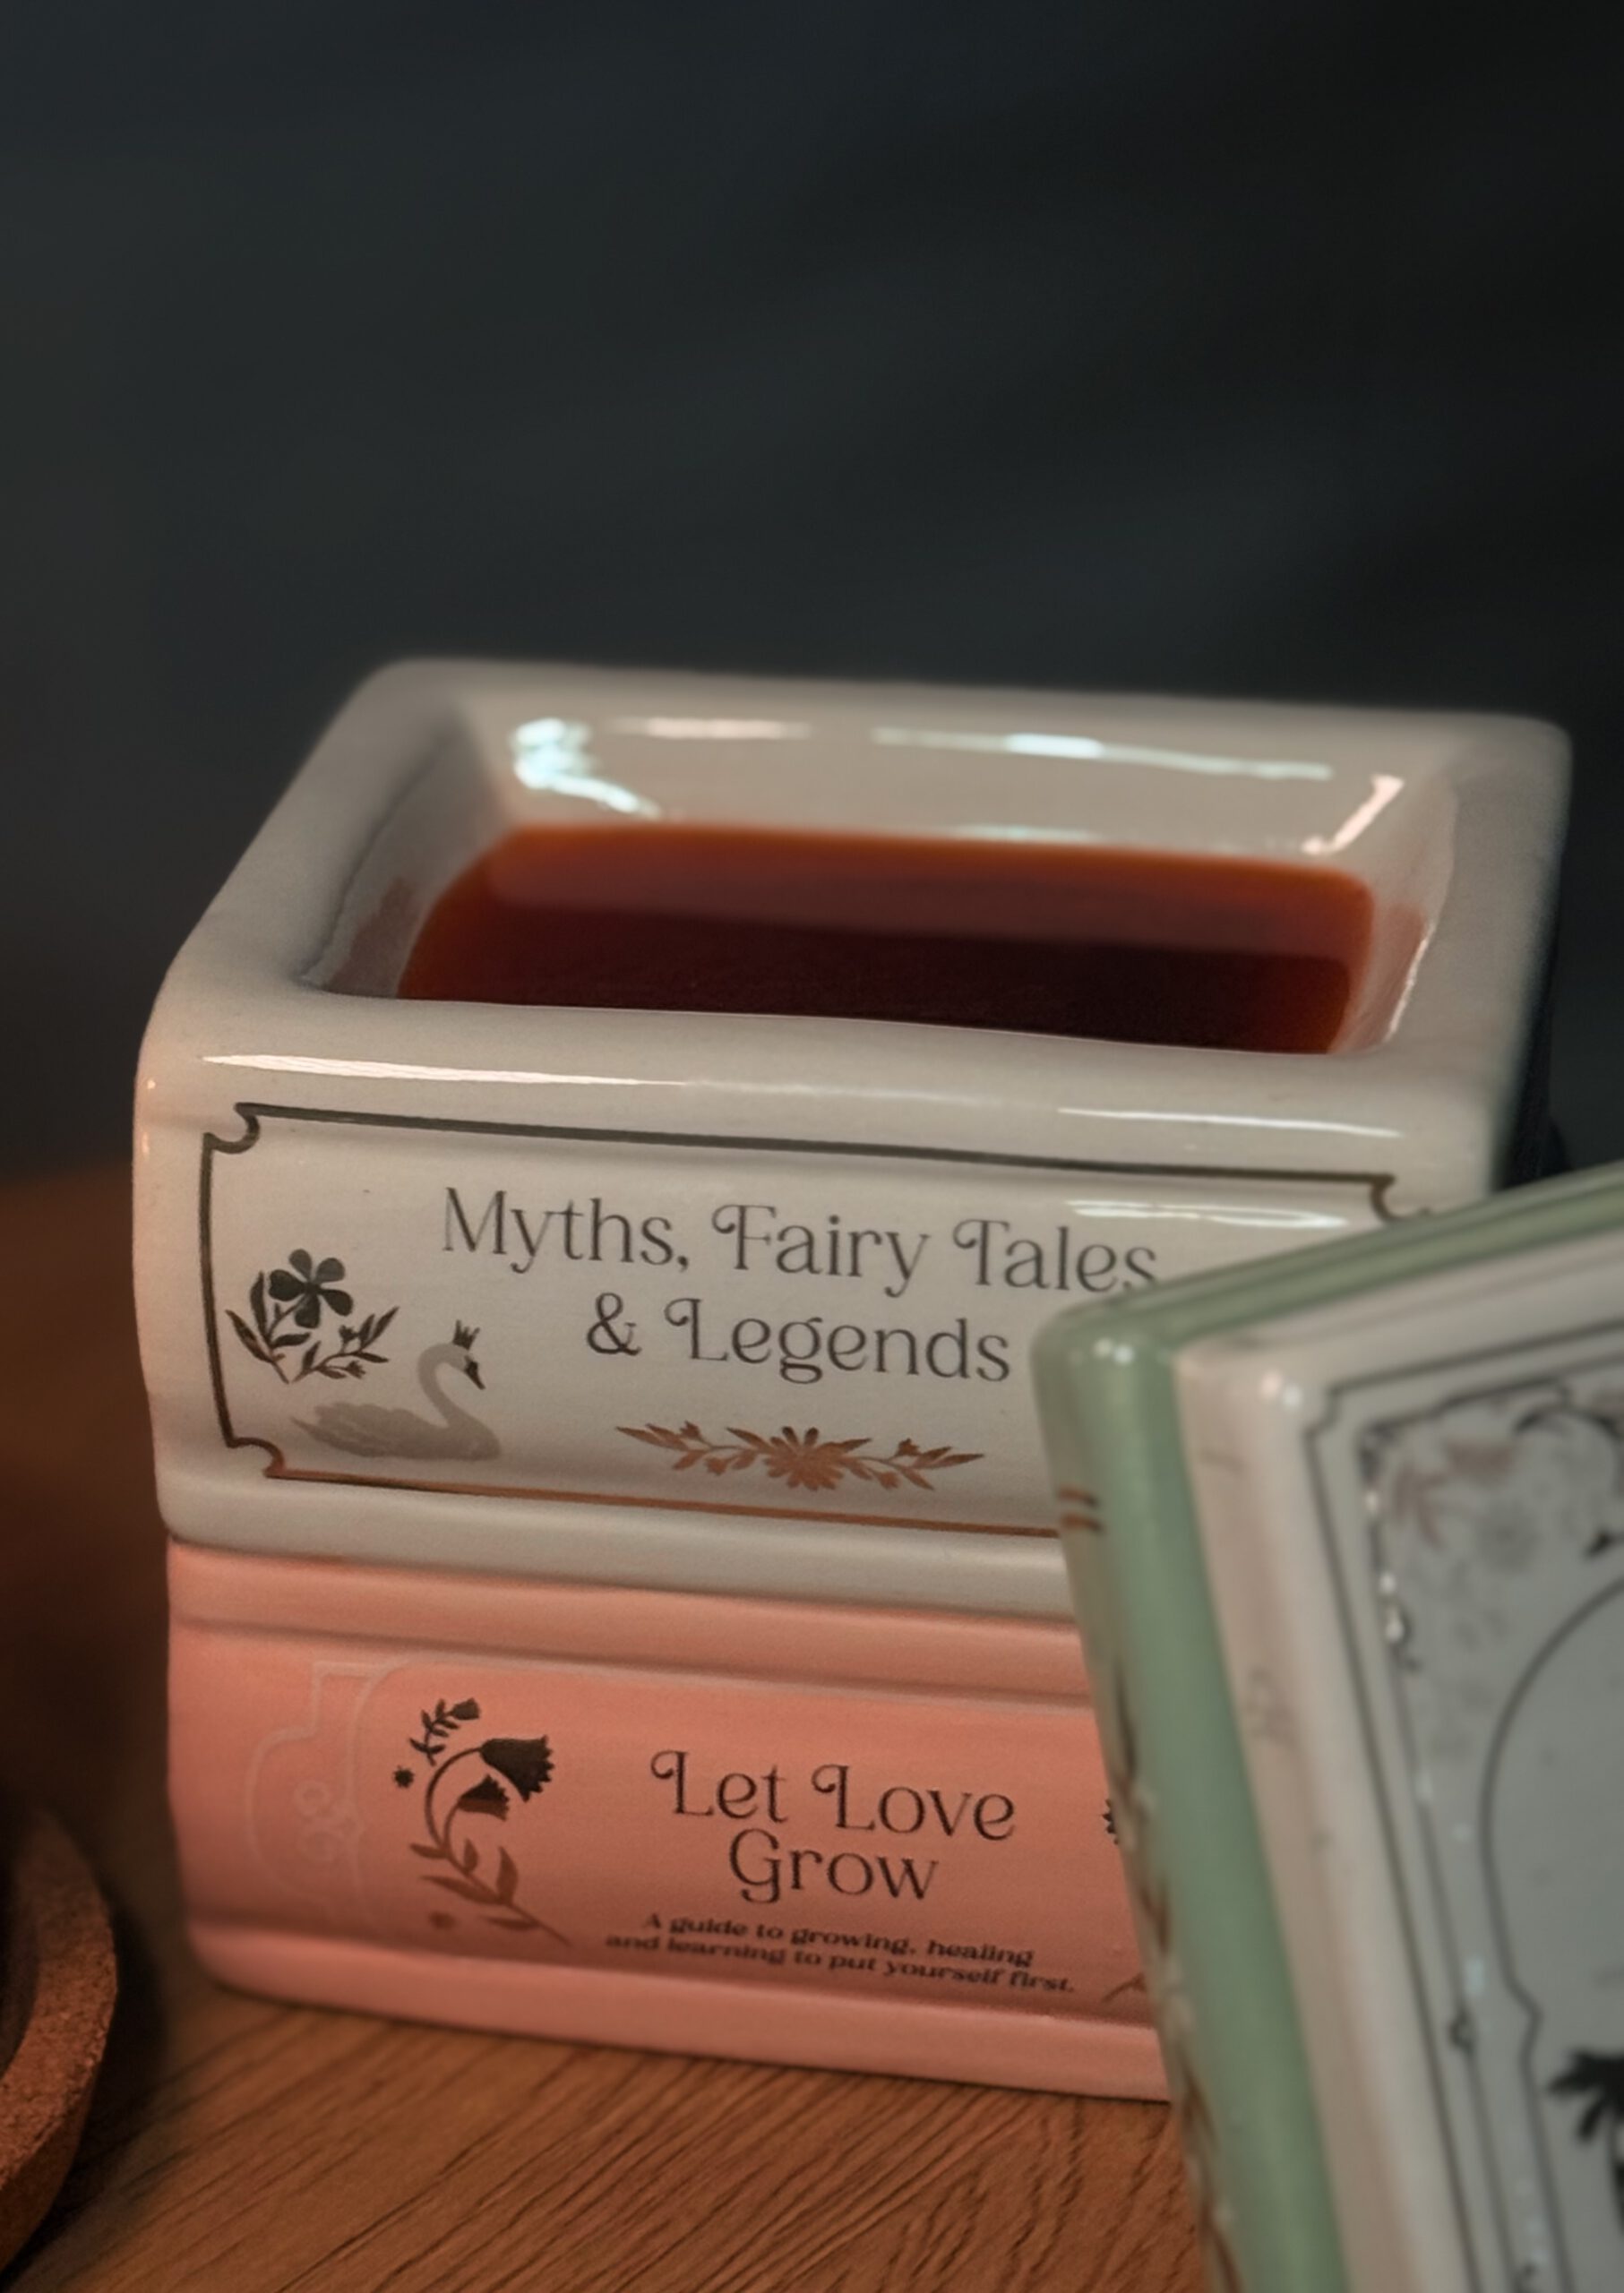 Myths, Fairy Tales
& Legends
Let Love
Grow
A guide to growing, healing
and learning to put yourself first.